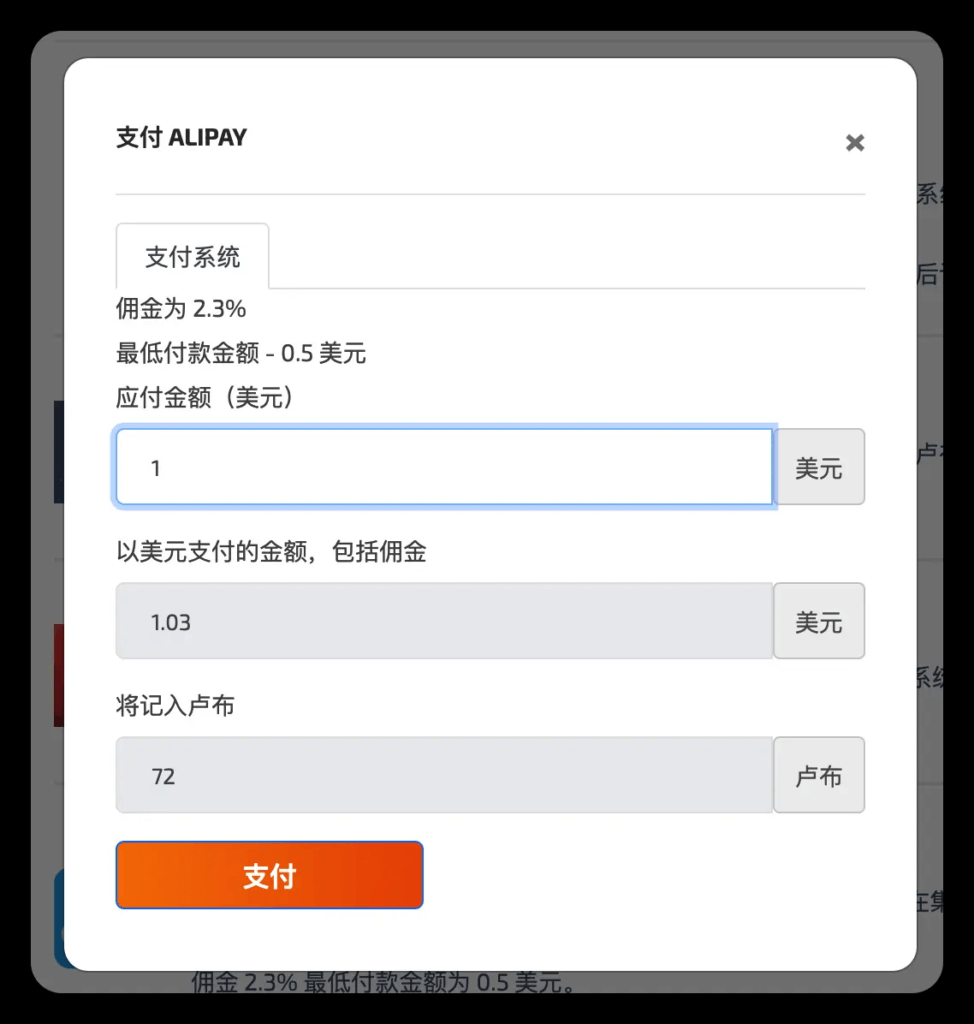 支付 ALIPAY
支付系统
佣金为 2.3%
最低付款金额 - 0.5 美元
应付金额（美元）
1
美元
以美元支付的金额，包括佣金
1.03
美元
将记入卢布
72
卢布
支付
佣金 2.3% 最低付款金额为 0.5 美元。